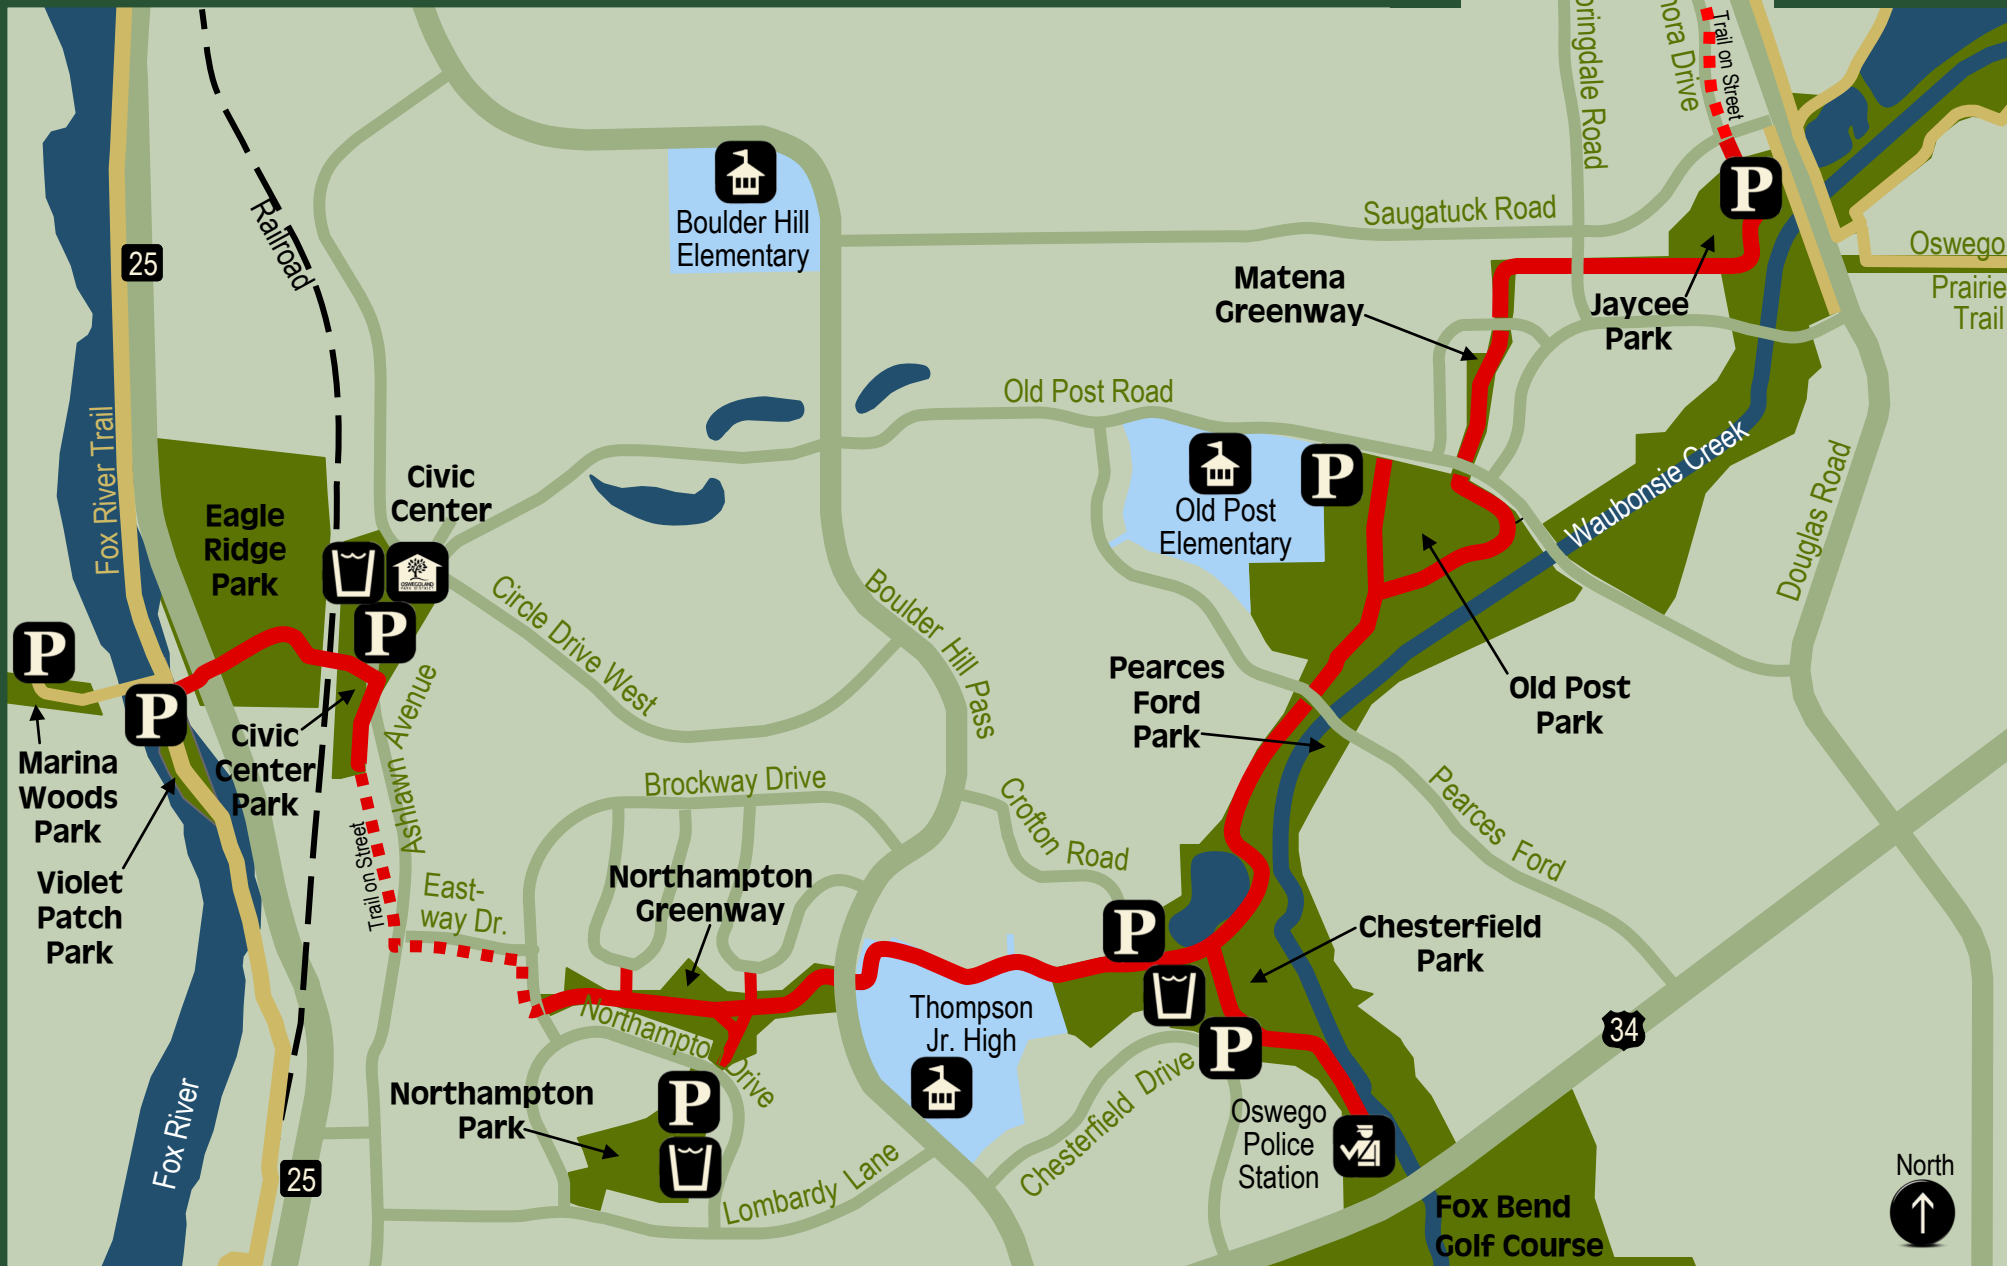 Trail on Street
Springdale Road
Drive
25
Railroad
Boulder Hill
Elementary
P
Saugatuck Road
Oswego
Prairie
Trail
Matena
Greenway
Jaycee
Park
Old Post Road
Fox River Trail
Civic
Center
P
Old Post
Elementary
Waubonsie Creek
Douglas Road
Eagle
Ridge
Park
OSWEGOLAND
PARK DISTRICT
P
Circle Drive West
Boulder Hill Pass
P
P
Ashlawn Avenue
Pearces
Ford
Park
Old Post
Park
Marina
Woods
Park
Civic
Center
Park
Brockway Drive
Crofton Road
Pearces Ford
Trail on Street
Violet
Patch
Park
East-
way Dr.
Northampton
Greenway
P
Chesterfield
Park
Thompson
Jr. High
Northampton Drive
P
34
Northampton
Park
P
Chesterfield Drive
Oswego
Police
Station
Fox River
25
Lombardy Lane
North
Fox Bend
Golf Course